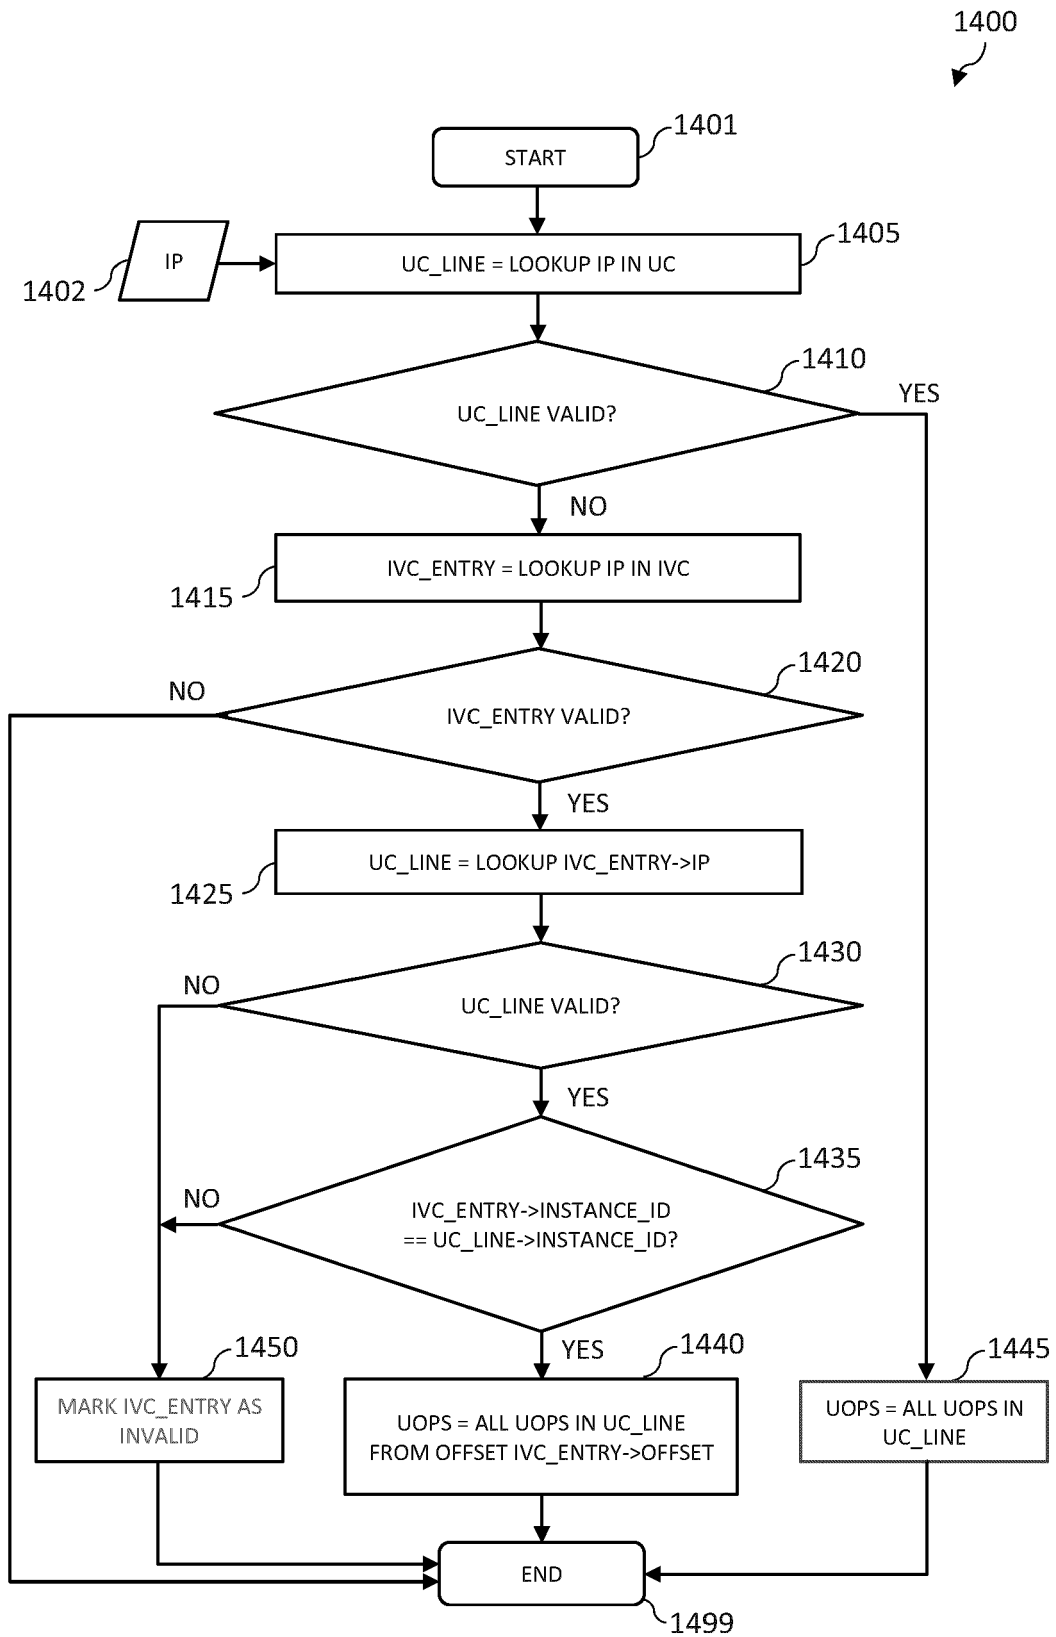 1400
1401
START
IP
1402
1405
UC_LINE = LOOKUP IP IN UC
1410
YES
UC_LINE VALID?
NO
IVC_ENTRY = LOOKUP IP IN IVC
1415
1420
NO
IVC_ENTRY VALID?
YES
UC_LINE = LOOKUP IVC_ENTRY->IP
1425
1430
NO
UC_LINE VALID?
YES
1435
NO
IVC_ENTRY->INSTANCE_ID
== UC_LINE->INSTANCE_ID?
YES
1450
1440
1445
MARK IVC_ENTRY AS
INVALID
UOPS = ALL UOPS IN UC_LINE
FROM OFFSET IVC_ENTRY->OFFSET
UOPS = ALL UOPS IN
UC_LINE
END
1499